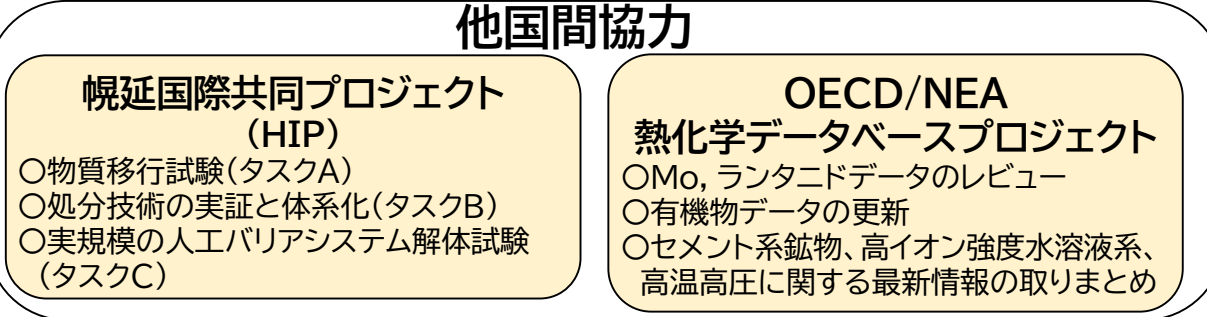 他国間協力
幌延国際共同プロジェクト
(HIP)
〇物質移行試験(タスクA)
〇処分技術の実証と体系化(タスクB)
〇実規模の人工バリアシステム解体試験
(タスクC)
OECD/NEA
熱化学データベースプロジェクト
〇Mo, ランタニドデータのレビュー
〇有機物データの更新
〇セメント系鉱物、高イオン強度水溶液系、
高温高圧に関する最新情報の取りまとめ